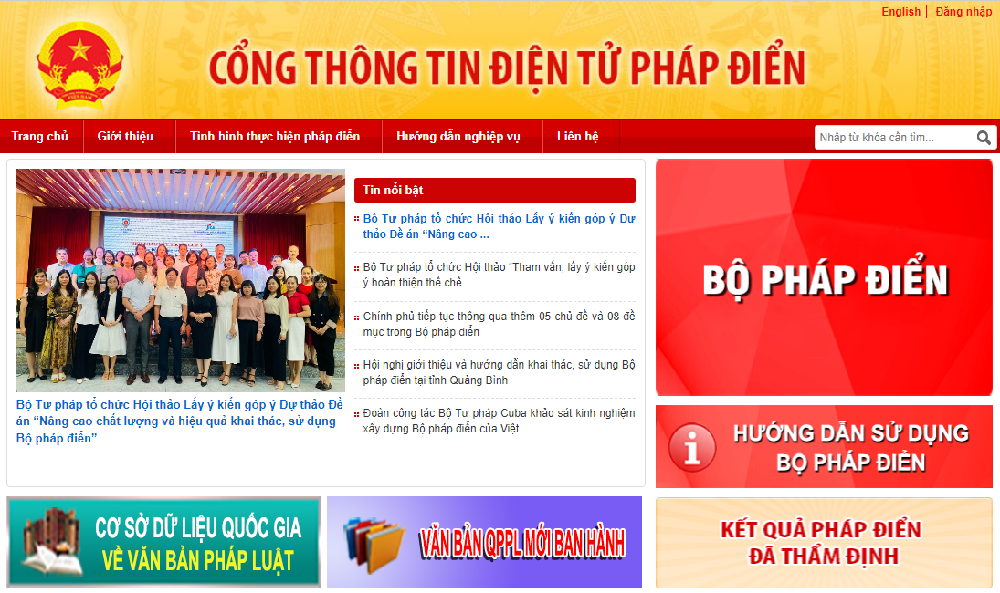 English | Đăng nhập
CỔNG THÔNG TIN ĐIỆN TỬ PHÁP ĐIỂN
VIỆT NAM
Trang chủ Giới thiệu Tình hình thực hiện pháp điển Hướng dẫn nghiệp vụ Liên hệ
Nhập từ khóa cần tìm...
HỘI THẢO LẤY Ý KIẾN GÓP Ý
Bộ Tư pháp tổ chức Hội thảo Lấy ý kiến góp ý Dự thảo Đề
án “Nâng cao chất lượng và hiệu quả khai thác, sử dụng
Bộ pháp điển”
Tin nổi bật
Bộ Tư pháp tổ chức Hội thảo Lấy ý kiến góp ý Dự
thảo Đề án “Nâng cao ...
Bộ Tư pháp tổ chức Hội thảo “Tham vấn, lấy ý kiến góp
ý hoàn thiện thể chế ...
Chính phủ tiếp tục thông qua thêm 05 chủ đề và 08 đề
mục trong Bộ pháp điển
Hội nghị giới thiệu và hướng dẫn khai thác, sử dụng Bộ
pháp điển tại tỉnh Quảng Bình
Đoàn công tác Bộ Tư pháp Cuba khảo sát kinh nghiệm
xây dựng Bộ pháp điển của Việt ...
BỘ PHÁP ĐIỂN
HƯỚNG DẪN SỬ DỤNG
BỘ PHÁP ĐIỂN
CƠ SỞ DỮ LIỆU QUỐC GIA
VỀ VĂN BẢN PHÁP LUẬT
VĂN BẢN QPPL MỚI BAN HÀNH
KẾT QUẢ PHÁP ĐIỂN
ĐÃ THẨM ĐỊNH